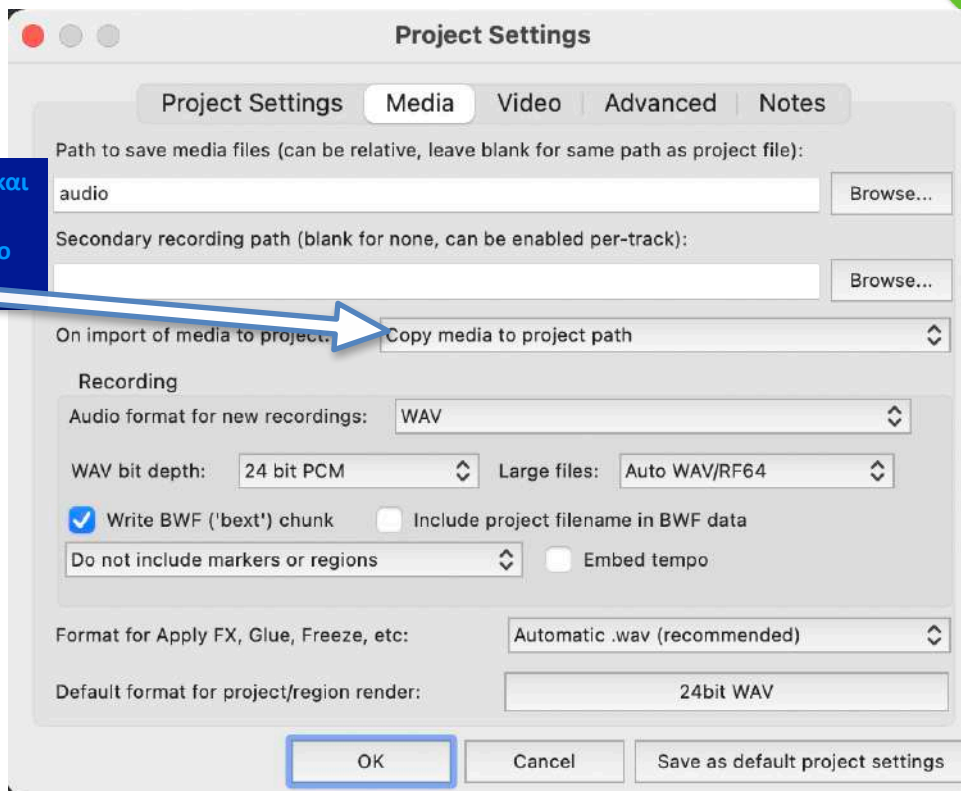 Project Settings
Project Settings Media Video Advanced Notes
Path to save media files (can be relative, leave blank for same path as project file):
και
audio Browse...
Secondary recording path (blank for none, can be enabled per-track):
ο
Browse...
On import of media to project: Copy media to project path
Recording
Audio format for new recordings: WAV
WAV bit depth: 24 bit PCM Large files: Auto WAV/RF64
Write BWF ('bext') chunk Include project filename in BWF data
Do not include markers or regions Embed tempo
Format for Apply FX, Glue, Freeze, etc: Automatic .wav (recommended)
Default format for project/region render: 24bit WAV
OK Cancel Save as default project settings